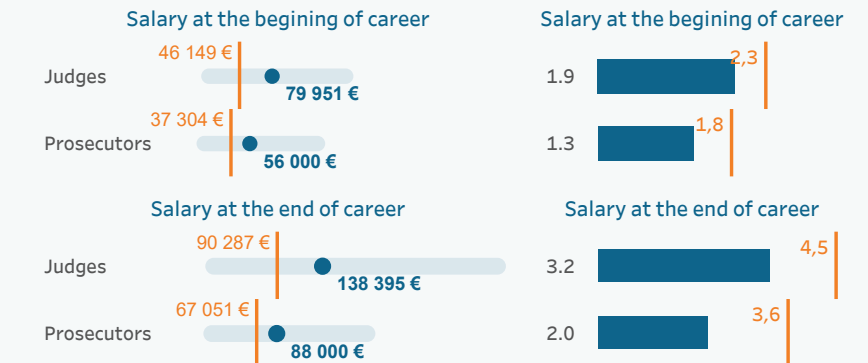 Salary at the begining of career
46 149 €
Judges
79 951 €
37 304 €
Prosecutors
56 000 €
Salary at the end of career
90 287 €
Judges
138 395 €
67 051 €
Prosecutors
88 000 €
Salary at the begining of career
2,3
1.9
1,8
1.3
Salary at the end of career
4,5
3.2
3,6
2.0